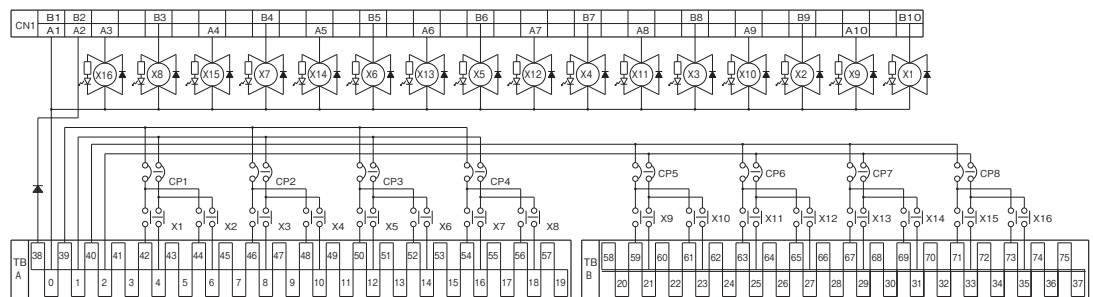 CN1 B1 B2 B3 B4 B5 B6 B7 B8 B9 B10
A1 A2 A3 A4 A5 A6 A7 A8 A9 A10
X16 X8 X15 X7 X14 X6 X13 X5 X12 X4 X11 X3 X10 X2 X9 X1
CP1 CP2 CP3 CP4 CP5 CP6 CP7 CP8
X1 X2 X3 X4 X5 X6 X7 X8 X9 X10 X11 X12 X13 X14 X15 X16
TB A
38 39 40 41 42 43 44 45 46 47 48 49 50 51 52 53 54 55 56 57
0 1 2 3 4 5 6 7 8 9 10 11 12 13 14 15 16 17 18 19
TB B
58 59 60 61 62 63 64 65 66 67 68 69 70 71 72 73 74 75
20 21 22 23 24 25 26 27 28 29 30 31 32 33 34 35 36 37